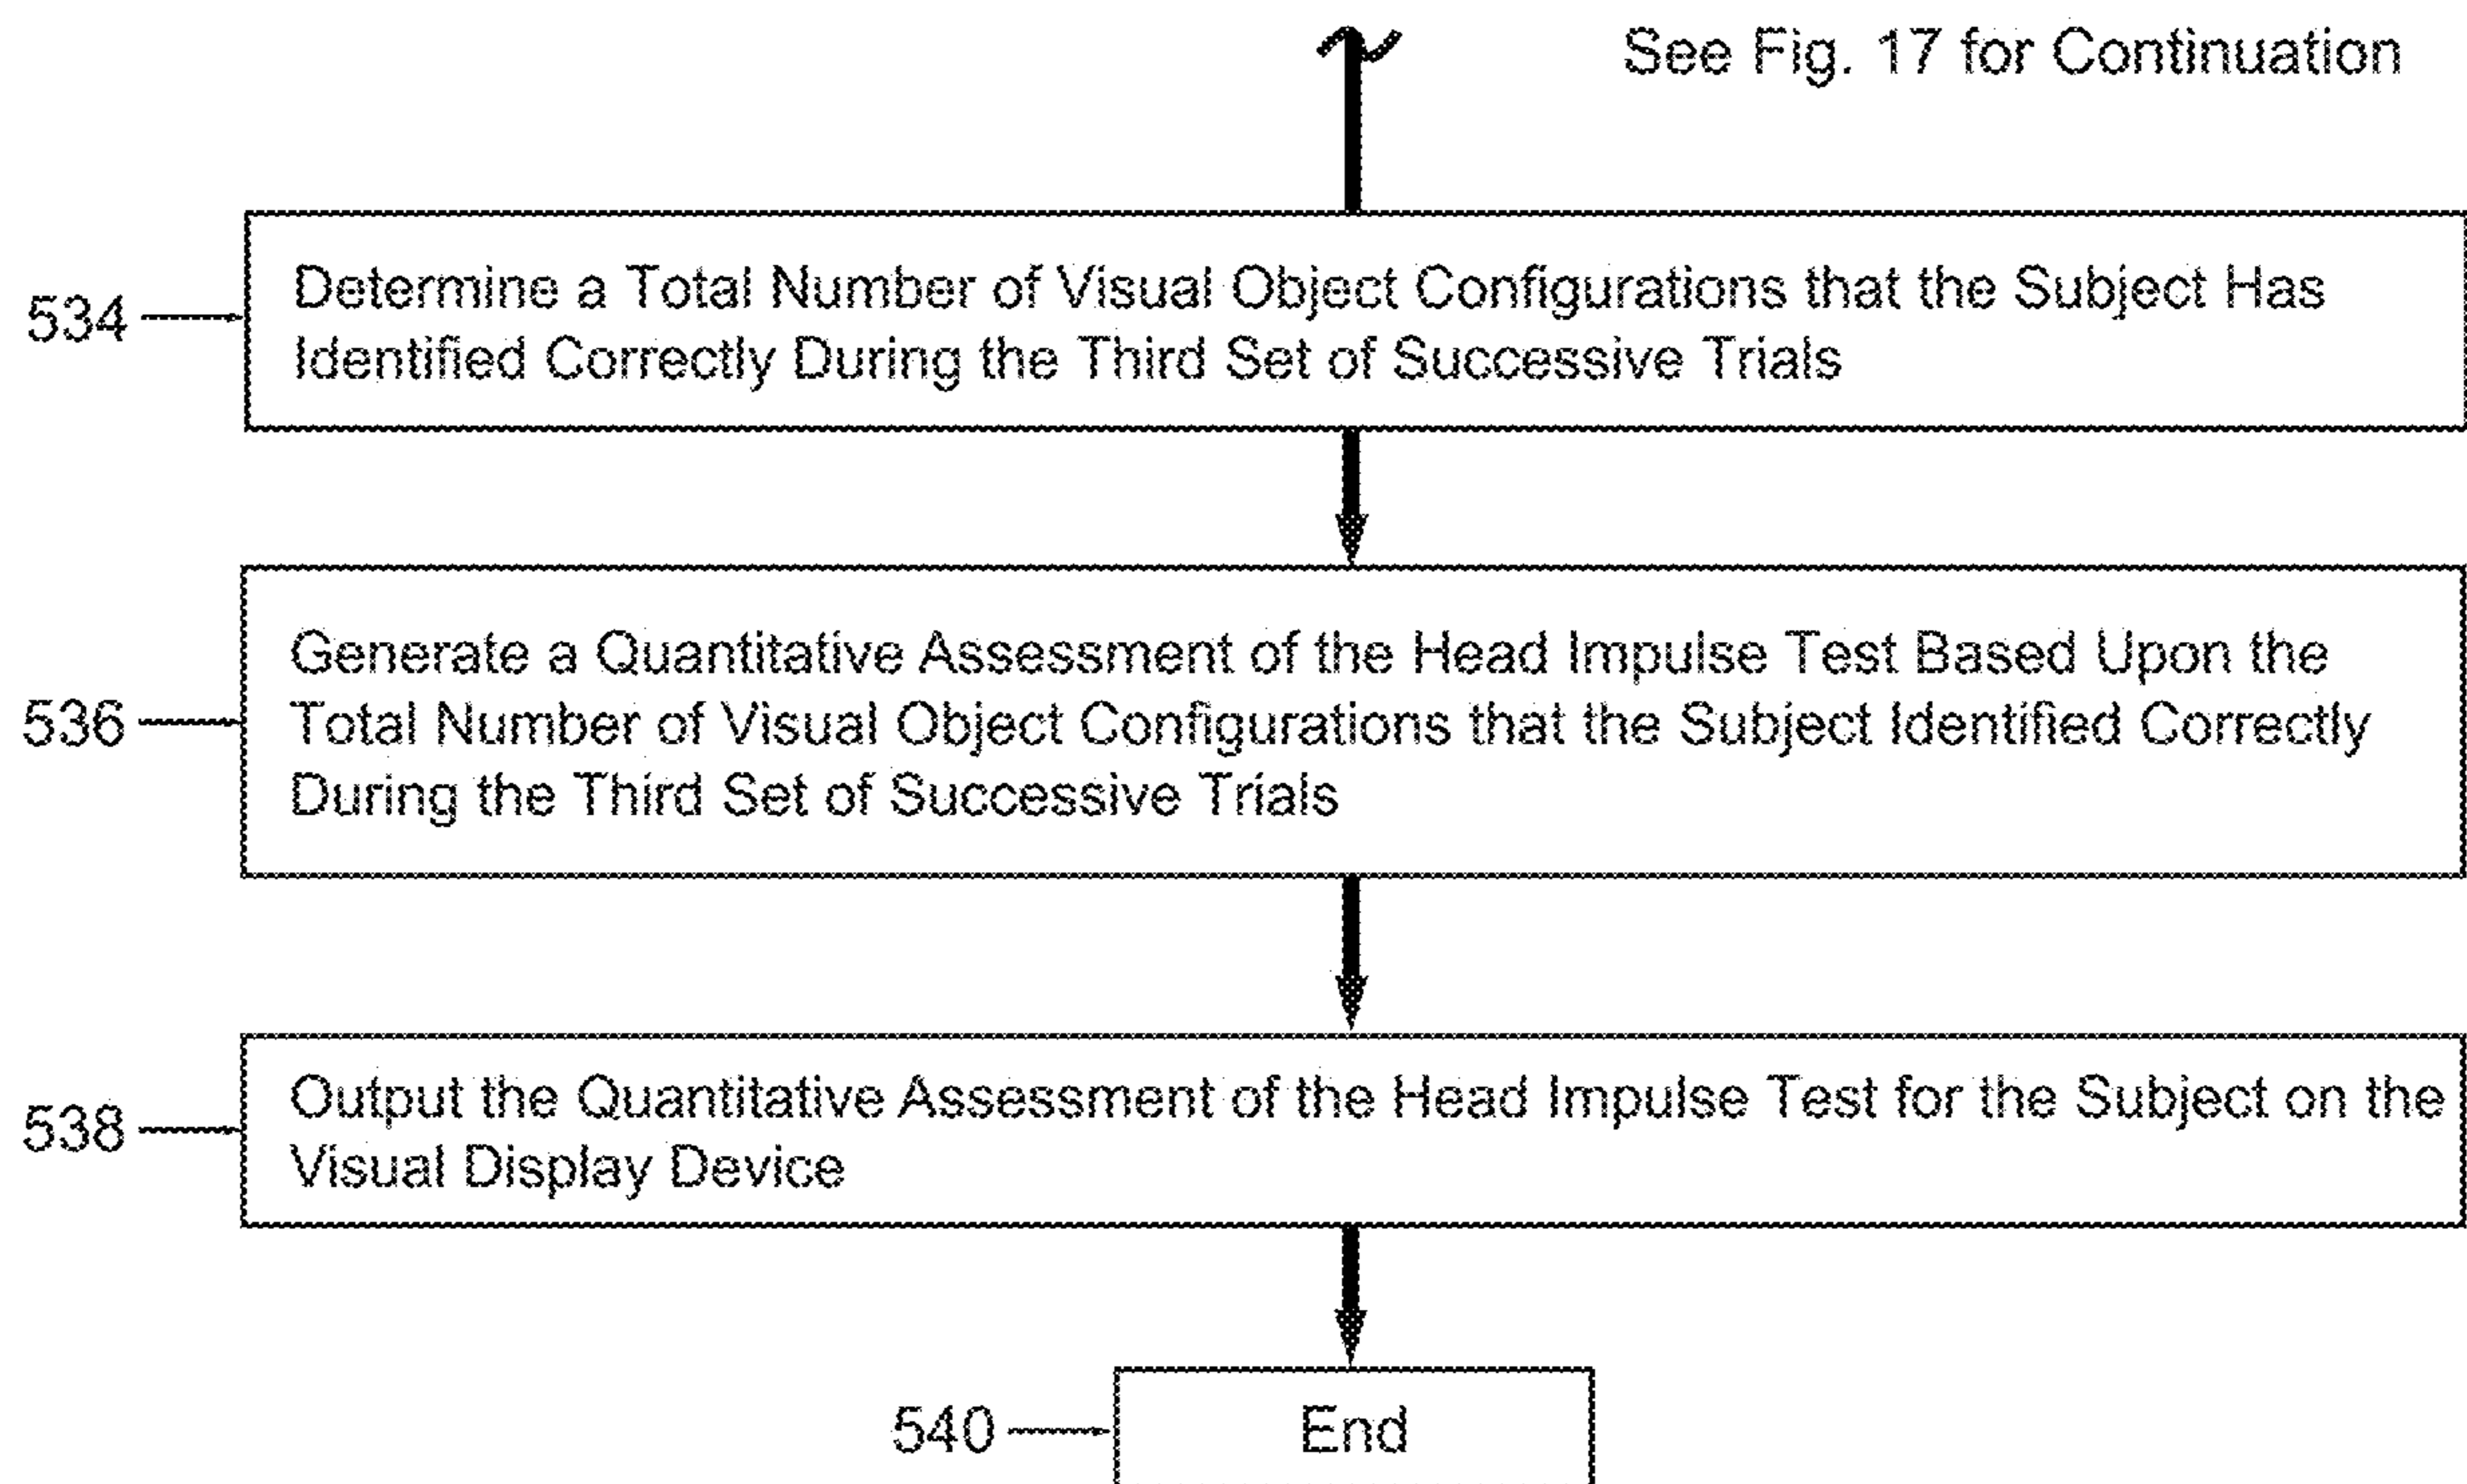 See Fig. 17 for Continuation
534
Determine a Total Number of Visual Object Configurations that the Subject Has
Identified Correctly During the Third Set of Successive Trials
536
Generate a Quantitative Assessment of the Head Impulse Test Based Upon the
Total Number of Visual Object Configurations that the Subject Identified Correctly
During the Third Set of Successive Trials
538
Output the Quantitative Assessment of the Head Impulse Test for the Subject on the
Visual Display Device
540
End